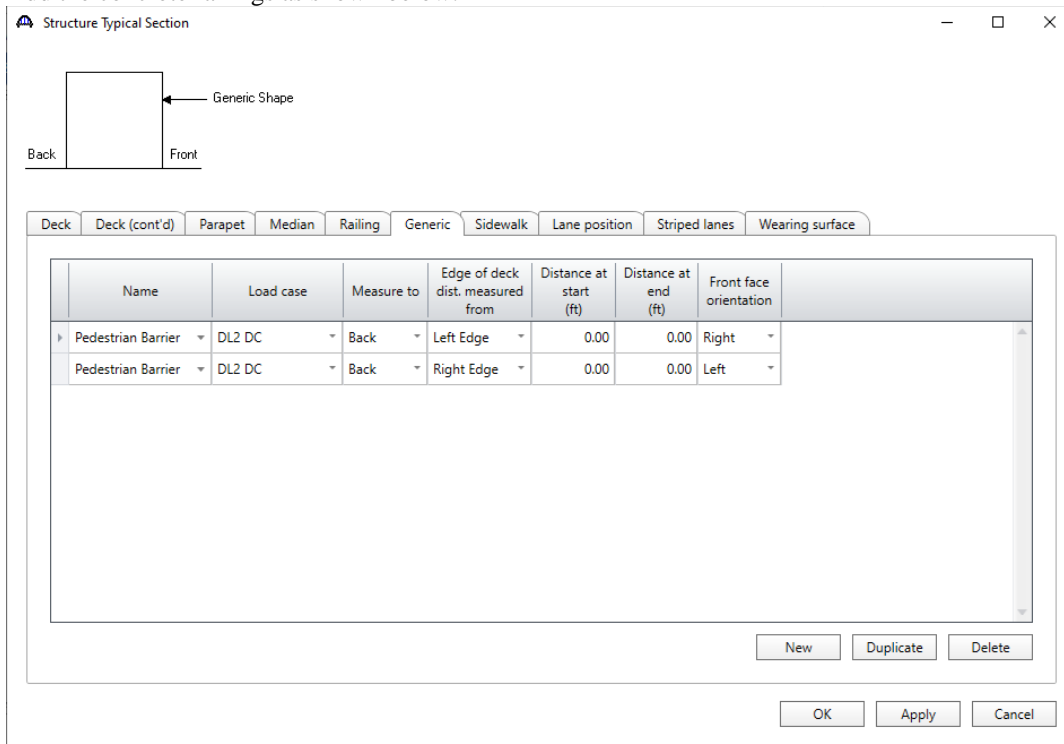 Structure Typical Section
Generic Shape
Back Front
Deck Deck (cont'd) Parapet Median Railing Generic Sidewalk Lane position Striped lanes Wearing surface
Name Load case Measure to Edge of deck dist. measured from Distance at start (ft) Distance at end (ft) Front face orientation
Pedestrian Barrier DL2 DC Back Left Edge 0.00 0.00 Right
Pedestrian Barrier DL2 DC Back Right Edge 0.00 0.00 Left
New Duplicate Delete
OK Apply Cancel